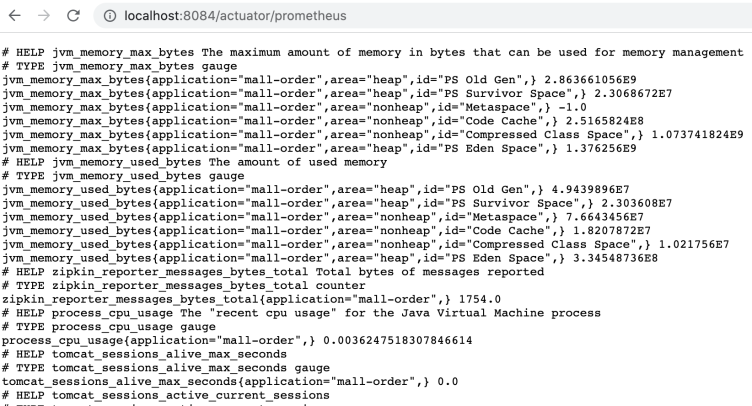 localhost:8084/actuator/prometheus
# HELP jvm_memory_max_bytes The maximum amount of memory in bytes that can be used for memory management
# TYPE jvm_memory_max_bytes gauge
jvm_memory_max_bytes{application="mall-order",area="heap",id="PS Old Gen",} 2.863661056E9
jvm_memory_max_bytes{application="mall-order",area="heap",id="PS Survivor Space",} 2.3068672E7
jvm_memory_max_bytes{application="mall-order",area="nonheap",id="Metaspace",} -1.0
jvm_memory_max_bytes{application="mall-order",area="nonheap",id="Code Cache",} 2.5165824E8
jvm_memory_max_bytes{application="mall-order",area="nonheap",id="Compressed Class Space",} 1.073741824E9
jvm_memory_max_bytes{application="mall-order",area="heap",id="PS Eden Space",} 1.376256E9
# HELP jvm_memory_used_bytes The amount of used memory
# TYPE jvm_memory_used_bytes gauge
jvm_memory_used_bytes{application="mall-order",area="heap",id="PS Old Gen",} 4.9439896E7
jvm_memory_used_bytes{application="mall-order",area="heap",id="PS Survivor Space",} 2.303608E7
jvm_memory_used_bytes{application="mall-order",area="nonheap",id="Metaspace",} 7.6643456E7
jvm_memory_used_bytes{application="mall-order",area="nonheap",id="Code Cache",} 1.8207872E7
jvm_memory_used_bytes{application="mall-order",area="nonheap",id="Compressed Class Space",} 1.021756E7
jvm_memory_used_bytes{application="mall-order",area="heap",id="PS Eden Space",} 3.34548736E8
# HELP zipkin_reporter_messages_bytes_total Total bytes of messages reported
# TYPE zipkin_reporter_messages_bytes_total counter
zipkin_reporter_messages_bytes_total{application="mall-order",} 1754.0
# HELP process_cpu_usage The "recent cpu usage" for the Java Virtual Machine process
# TYPE process_cpu_usage gauge
process_cpu_usage{application="mall-order",} 0.0036247518307846614
# HELP tomcat_sessions_alive_max_seconds
# TYPE tomcat_sessions_alive_max_seconds gauge
tomcat_sessions_alive_max_seconds{application="mall-order",} 0.0
# HELP tomcat_sessions_active_current_sessions